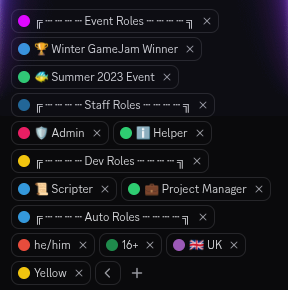 ╔╌╌╌╌ Event Roles ╌╌╌╌╗ ×
🏆 Winter GameJam Winner ×
🐠 Summer 2023 Event ×
╔╌╌╌╌ Staff Roles ╌╌╌╌╗ ×
🛡️ Admin × ℹ️ Helper ×
╔╌╌╌╌ Dev Roles ╌╌╌╌╗ ×
📜 Scripter × 💼 Project Manager ×
╔╌╌╌╌ Auto Roles ╌╌╌╌╗ ×
he/him × 16+ × 🇬🇧 UK ×
Yellow × < +